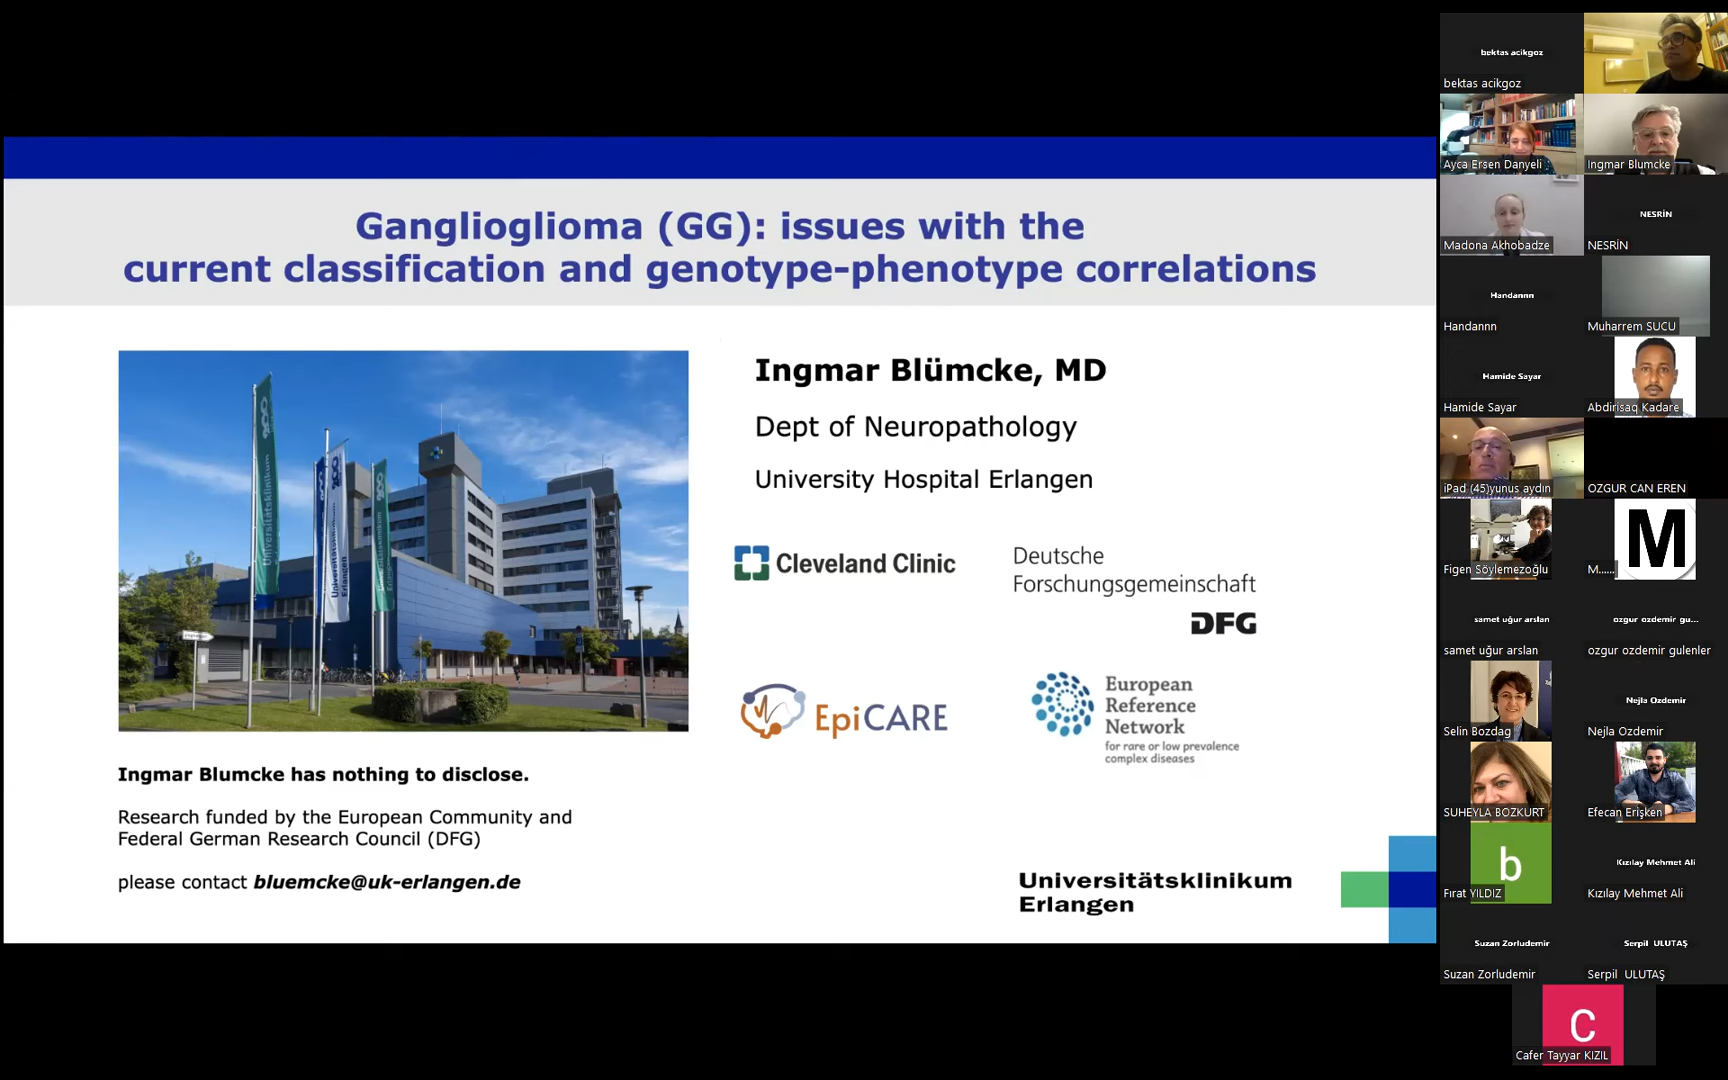 Ganglioglioma (GG): issues with the
current classification and genotype-phenotype correlations
Ingmar Blümcke, MD
Dept of Neuropathology
University Hospital Erlangen
Universitätsklinikum
Universitätsklinikum
Erlangen
Cleveland Clinic
Deutsche
Forschungsgemeinschaft
DFG
EpiCARE
European
Reference
Network
for rare or low prevalence
complex diseases
Ingmar Blumcke has nothing to disclose.
Research funded by the European Community and
Federal German Research Council (DFG)
please contact bluemcke@uk-erlangen.de
Universitätsklinikum
Erlangen
bektas acikgoz
bektas acikgoz
Ayca Ersen Danyeli
Ingmar Blumcke
Madona Akhobadze
NESRİN
NESRİN
Handannn
Handannn
Muharrem SUCU
Hamide Sayar
Hamide Sayar
Abdirisaq Kadare
iPad (45)yunus aydın
OZGUR CAN EREN
Figen Söylemezoğlu
M
M......
samet uğur arslan
samet uğur arslan
ozgur ozdemir gu...
ozgur ozdemir gulenler
Selin Bozdag
Nejla Ozdemir
Nejla Ozdemir
SUHEYLA BOZKURT
Efecan Erişken
b
Fırat YILDIZ
Kızılay Mehmet Ali
Kızılay Mehmet Ali
Suzan Zorludemir
Suzan Zorludemir
Serpil ULUTAŞ
Serpil ULUTAŞ
C
Cafer Tayyar KIZIL